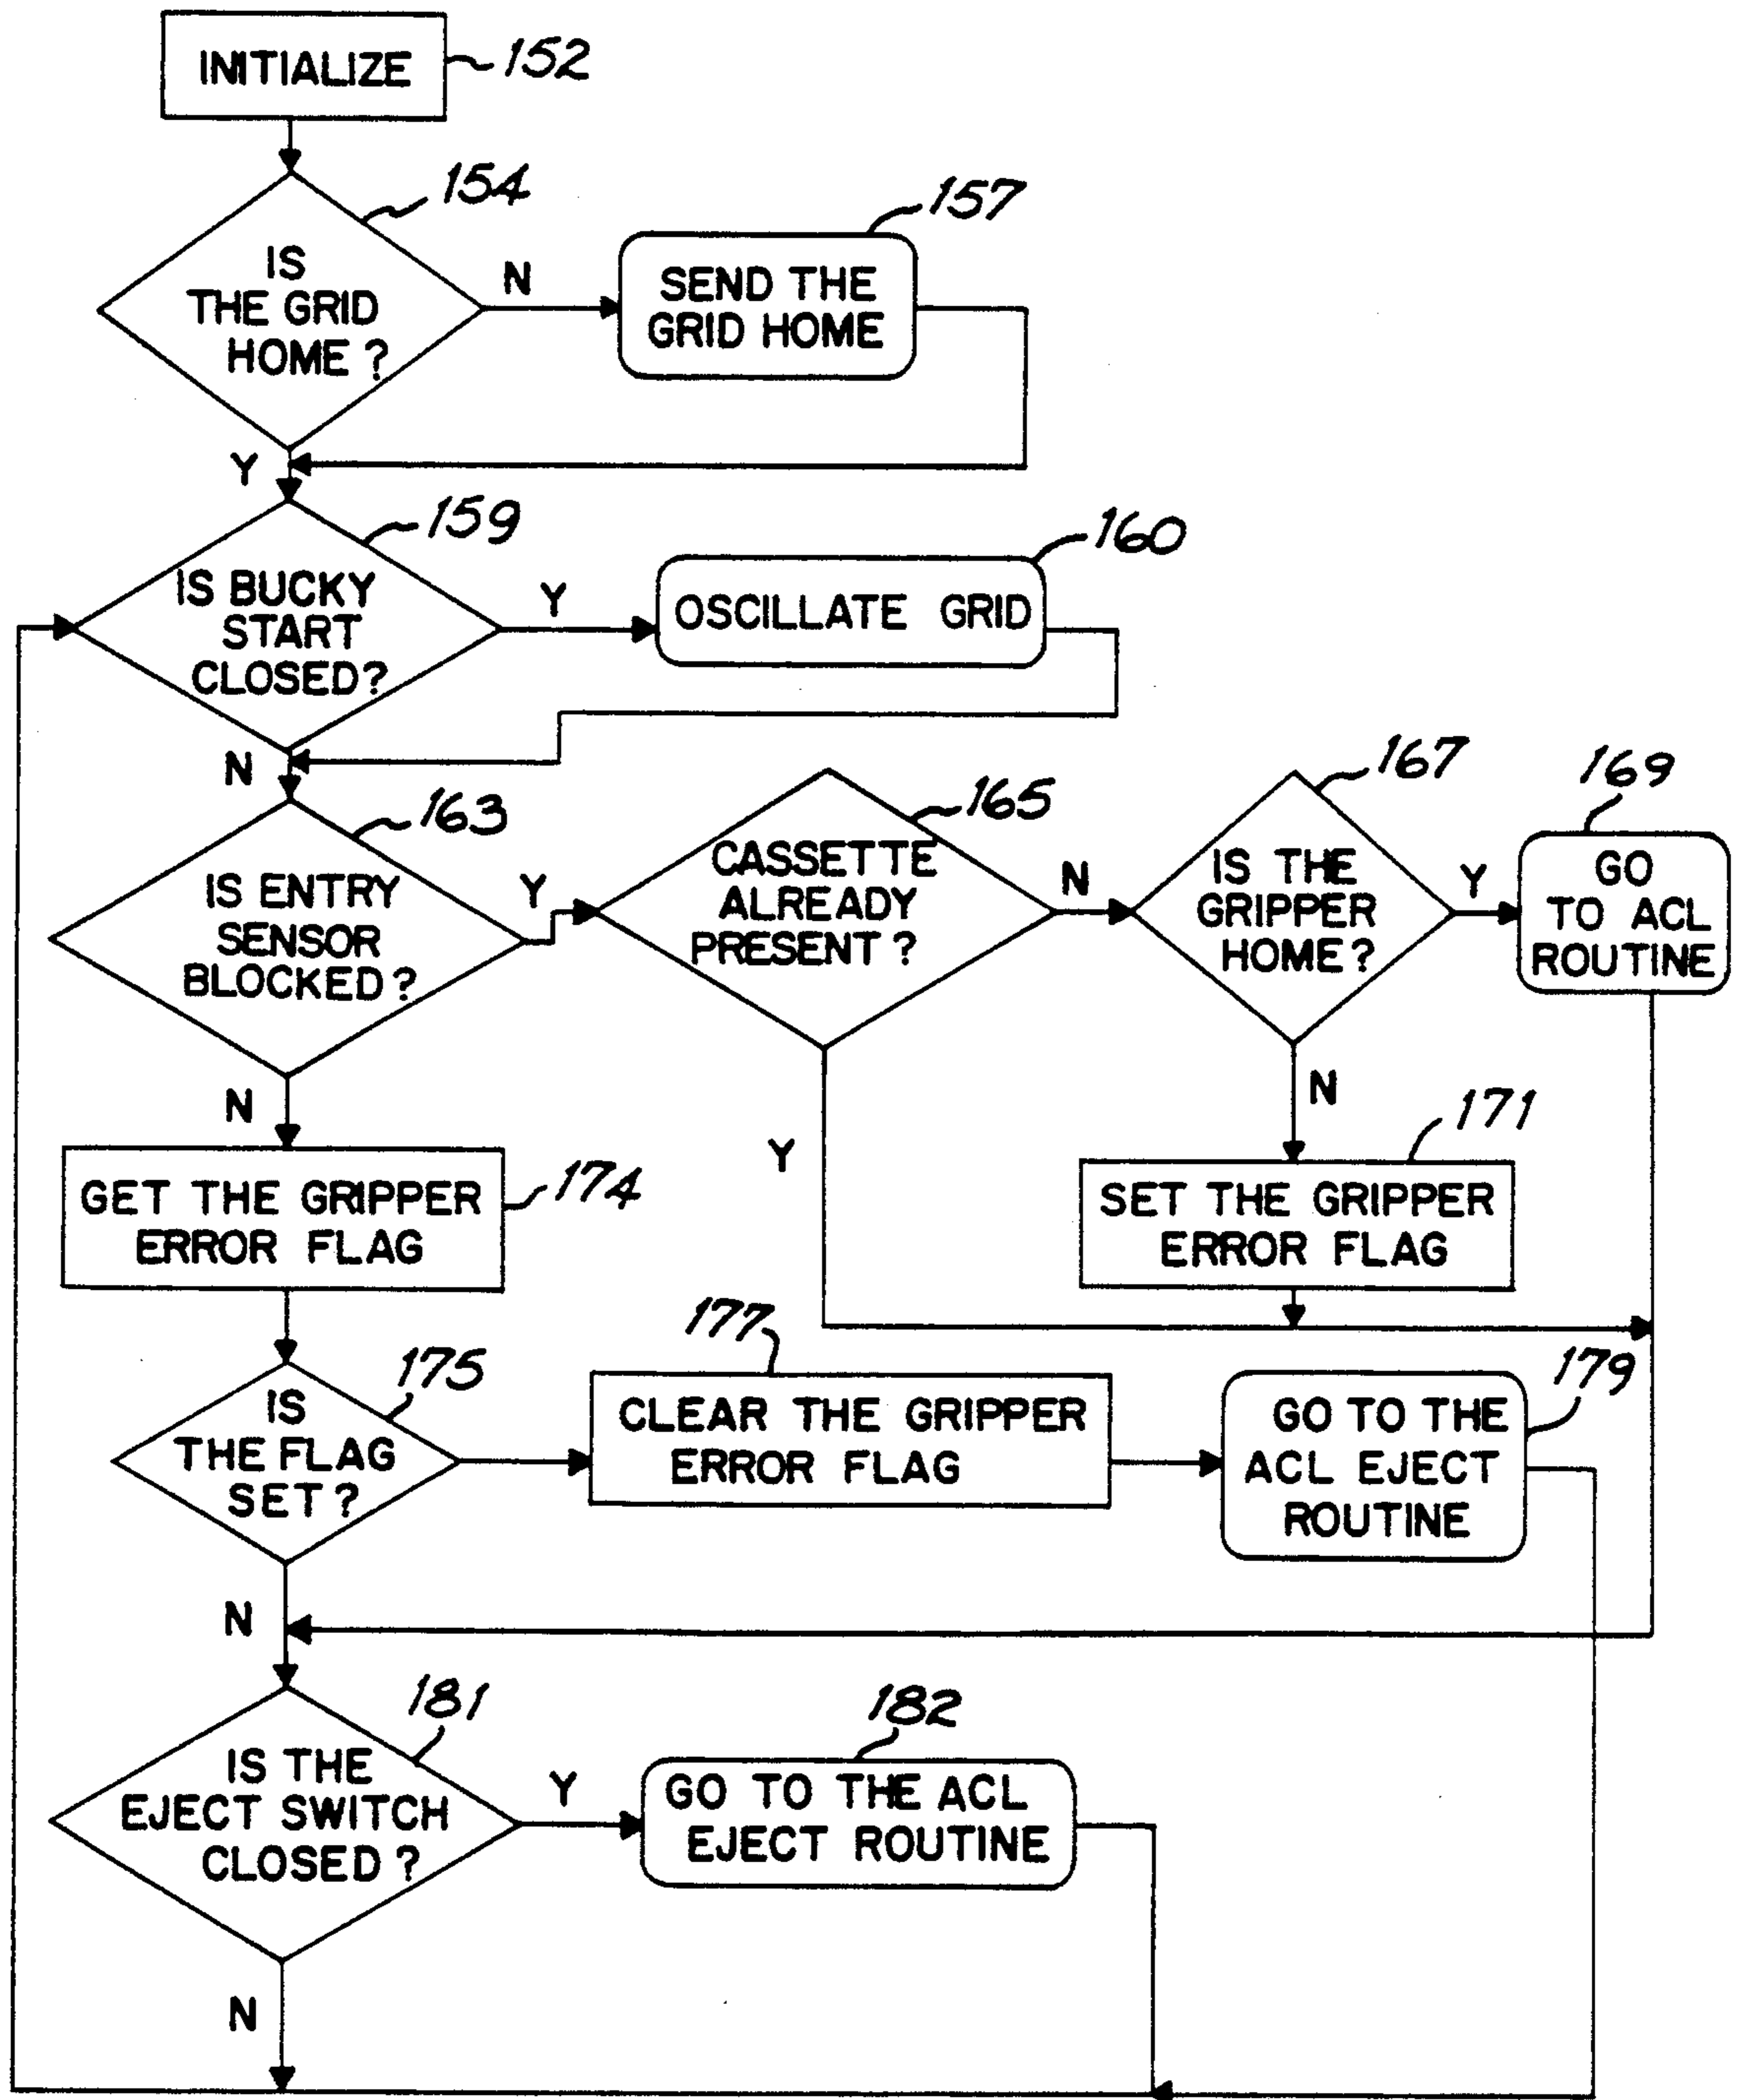 INITIALIZE
152
154
IS
THE GRID
HOME?
N
157
SEND THE
GRID HOME
Y
159
IS BUCKY
START
CLOSED?
Y
160
OSCILLATE GRID
N
163
IS ENTRY
SENSOR
BLOCKED?
Y
165
CASSETTE
ALREADY
PRESENT?
N
167
IS THE
GRIPPER
HOME?
Y
169
GO
TO ACL
ROUTINE
N
Y
N
171
SET THE GRIPPER
ERROR FLAG
GET THE GRIPPER
ERROR FLAG
174
175
IS
THE FLAG
SET?
177
CLEAR THE GRIPPER
ERROR FLAG
179
GO TO THE
ACL EJECT
ROUTINE
N
181
IS THE
EJECT SWITCH
CLOSED?
Y
182
GO TO THE ACL
EJECT ROUTINE
N